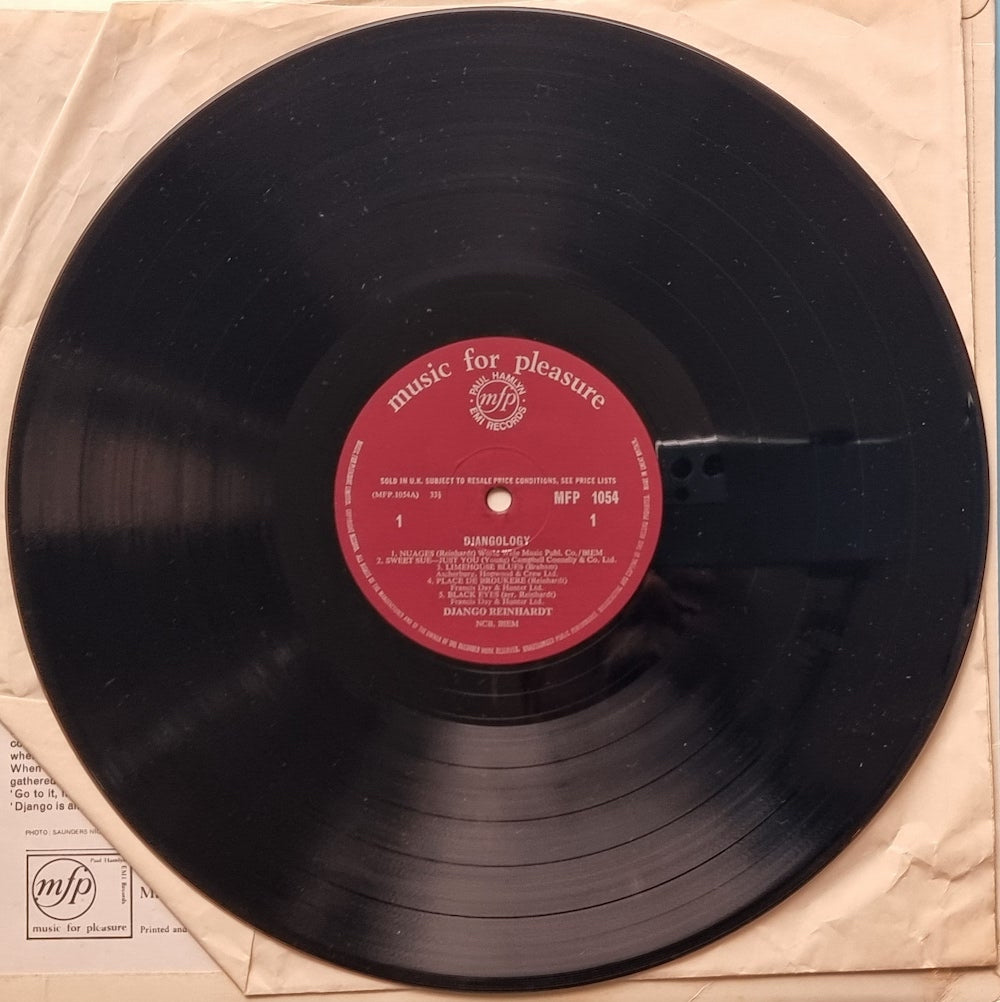 music for pleasure
PAUL HAMLYN
mfp
EMI RECORDS
SOLD IN U.K. SUBJECT TO RESALE PRICE CONDITIONS, SEE PRICE LISTS
(MFP.1054A) 33⅓ MFP 1054
1 1
DJANGOLOGY
1. NUAGES (Reinhardt) World Wide Music Publ. Co./BIEM
2. SWEET SUE—JUST YOU (Young) Campbell Connelly & Co. Ltd.
3. LIMEHOUSE BLUES (Braham)
Ascherburg, Hopwood & Crew Ltd.
4. PLACE DE BROUKERE (Reinhardt)
Francis Day & Hunter Ltd.
5. BLACK EYES (arr. Reinhardt)
Francis Day & Hunter Ltd.
DJANGO REINHARDT
NCB, BIEM
When
gathered
'Go to it,
'Django is
PHOTO: SAUNDERS
Paul Hamlyn
EMI Records
mfp
music for pleasure
Printed and